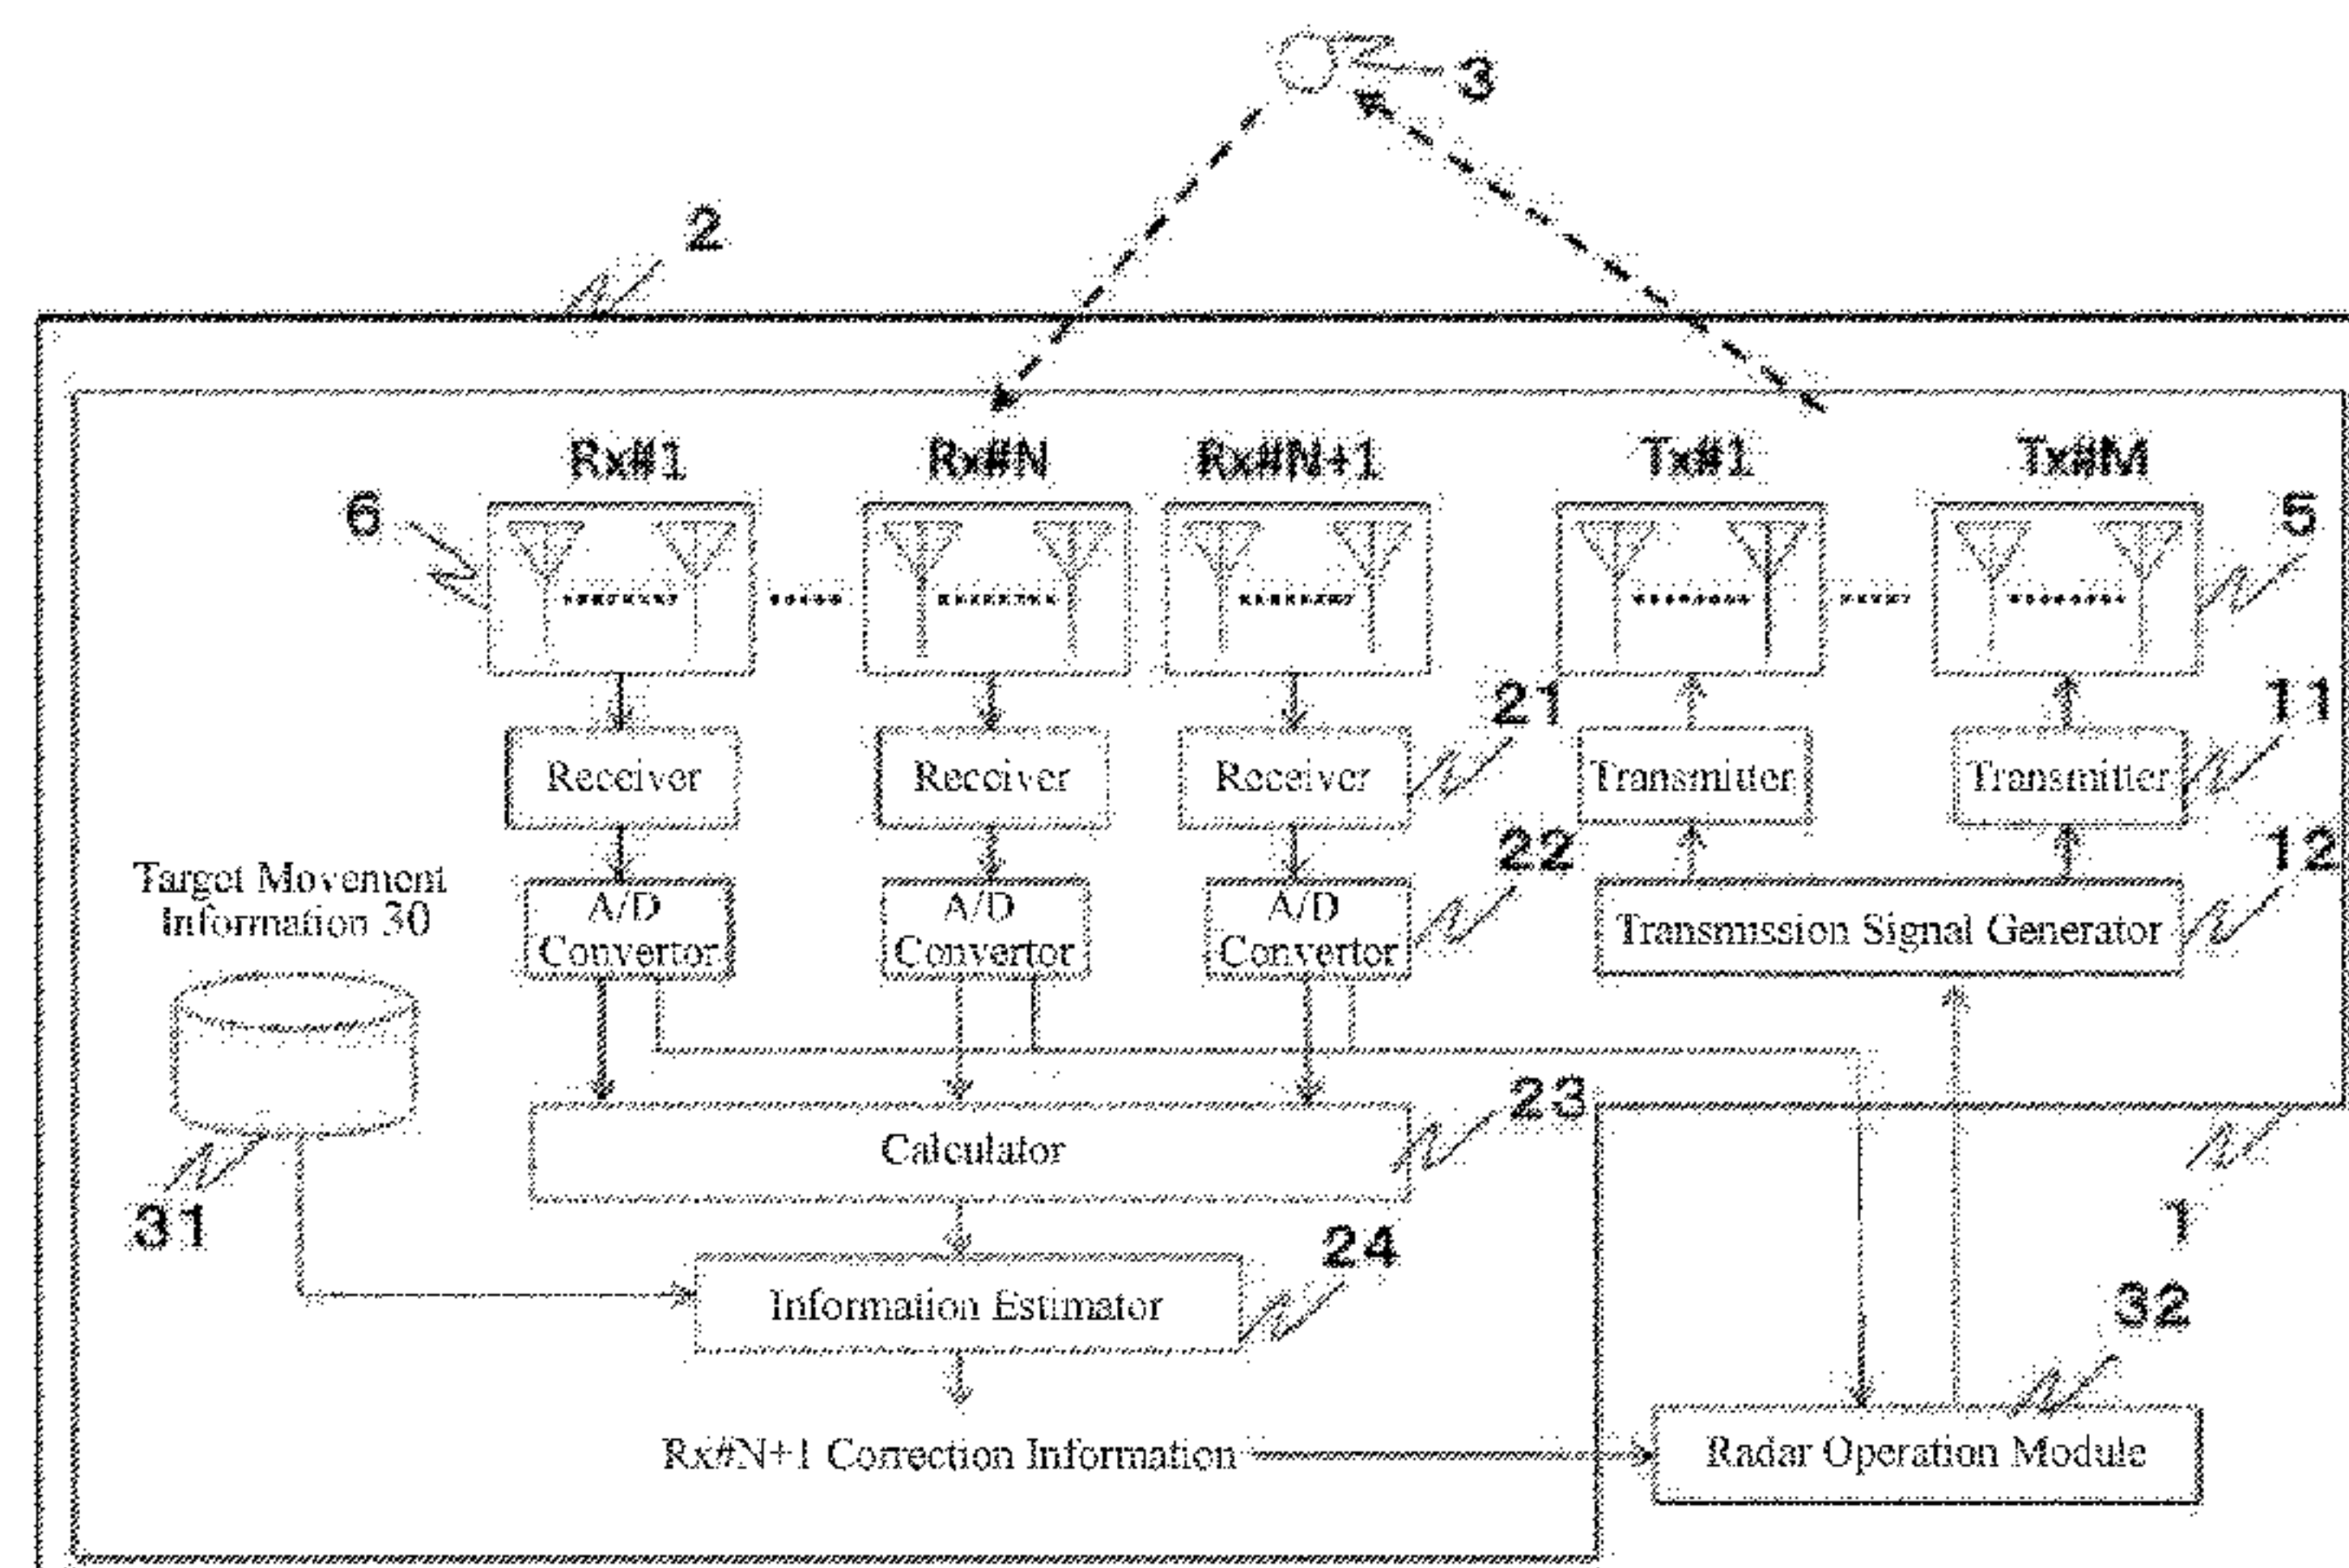 3
2
Rx#1 Rx#N Rx#N+1 Tx#1 Tx#M
6 5
21 11
Receiver Receiver Receiver Transmitter Transmitter
22 12
Target Movement
Information 30
A/D
Convertor
A/D
Convertor
A/D
Convertor
Transmission Signal Generator
23
Calculator
31
1
24
32
Information Estimator
Rx#N+1 Correction Information
Radar Operation Module